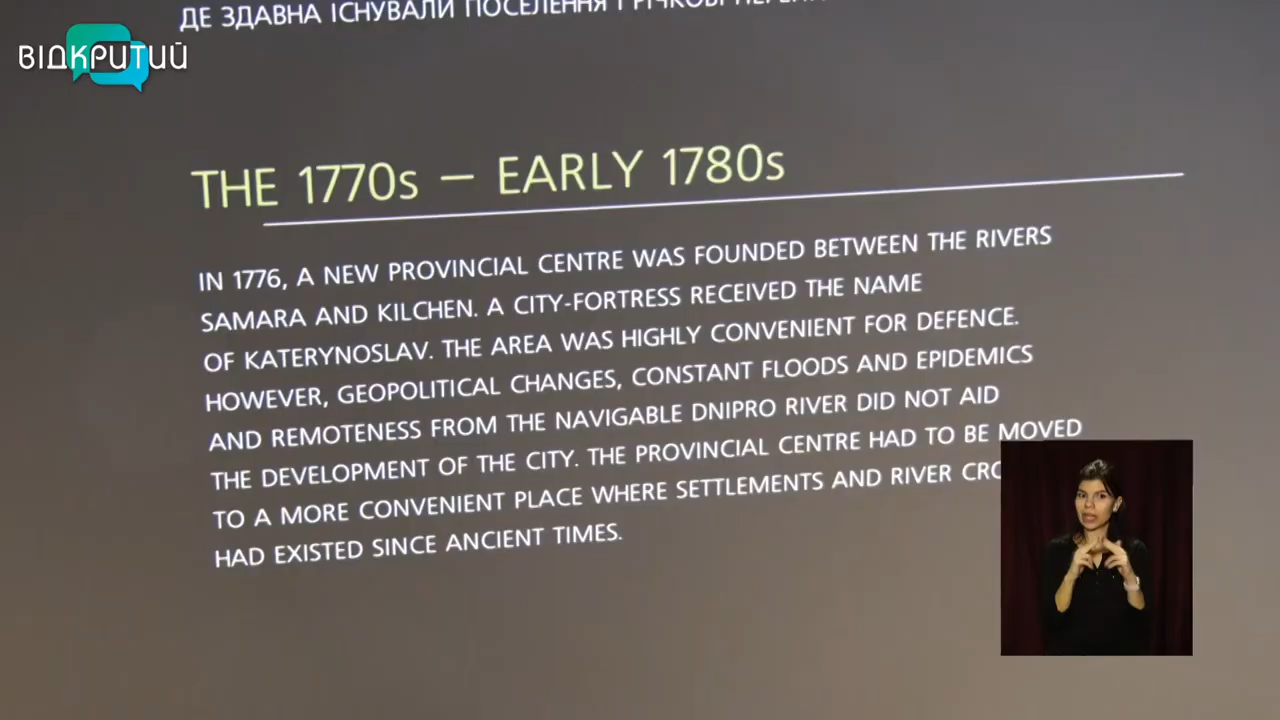 ДЕ ЗДАВНА ІСНУВАЛИ ПОСЕЛЕННЯ І РІЧКОВІ
ВІДКРИТИЙ
THE 1770s – EARLY 1780s
IN 1776, A NEW PROVINCIAL CENTRE WAS FOUNDED BETWEEN THE RIVERS
SAMARA AND KILCHEN. A CITY-FORTRESS RECEIVED THE NAME
OF KATERYNOSLAV. THE AREA WAS HIGHLY CONVENIENT FOR DEFENCE.
HOWEVER, GEOPOLITICAL CHANGES, CONSTANT FLOODS AND EPIDEMICS
AND REMOTENESS FROM THE NAVIGABLE DNIPRO RIVER DID NOT AID
THE DEVELOPMENT OF THE CITY. THE PROVINCIAL CENTRE HAD TO BE MOVED
TO A MORE CONVENIENT PLACE WHERE SETTLEMENTS AND RIVER
HAD EXISTED SINCE ANCIENT TIMES.